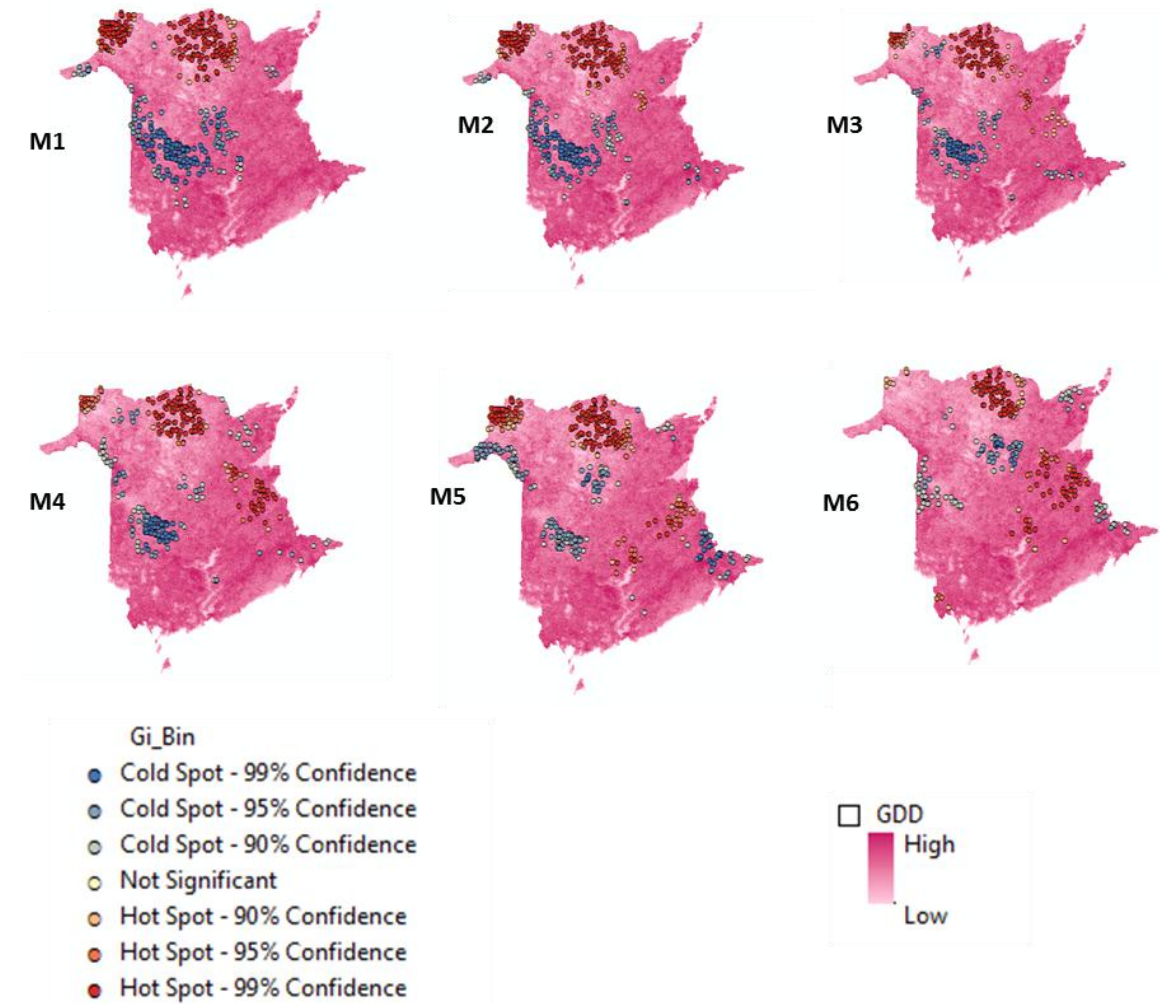 M1
M2
M3
M4
M5
M6
Gi_Bin
Cold Spot - 99% Confidence
Cold Spot - 95% Confidence
Cold Spot - 90% Confidence
Not Significant
Hot Spot - 90% Confidence
Hot Spot - 95% Confidence
Hot Spot - 99% Confidence
GDD
High
Low